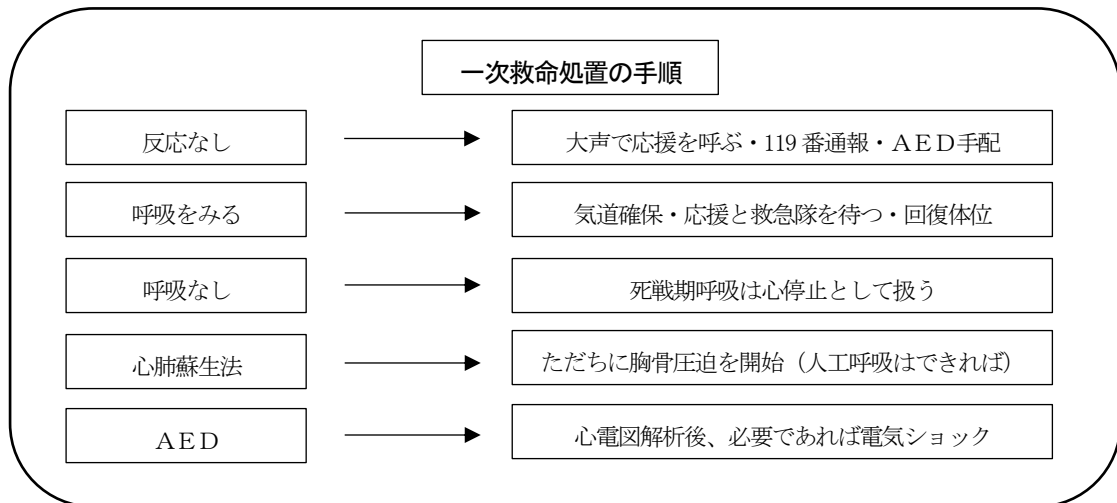 一次救命処置の手順
反応なし
大声で応援を呼ぶ・119番通報・ＡＥＤ手配
呼吸をみる
気道確保・応援と救急隊を待つ・回復体位
呼吸なし
死戦期呼吸は心停止として扱う
心肺蘇生法
ただちに胸骨圧迫を開始（人工呼吸はできれば）
ＡＥＤ
心電図解析後、必要であれば電気ショック